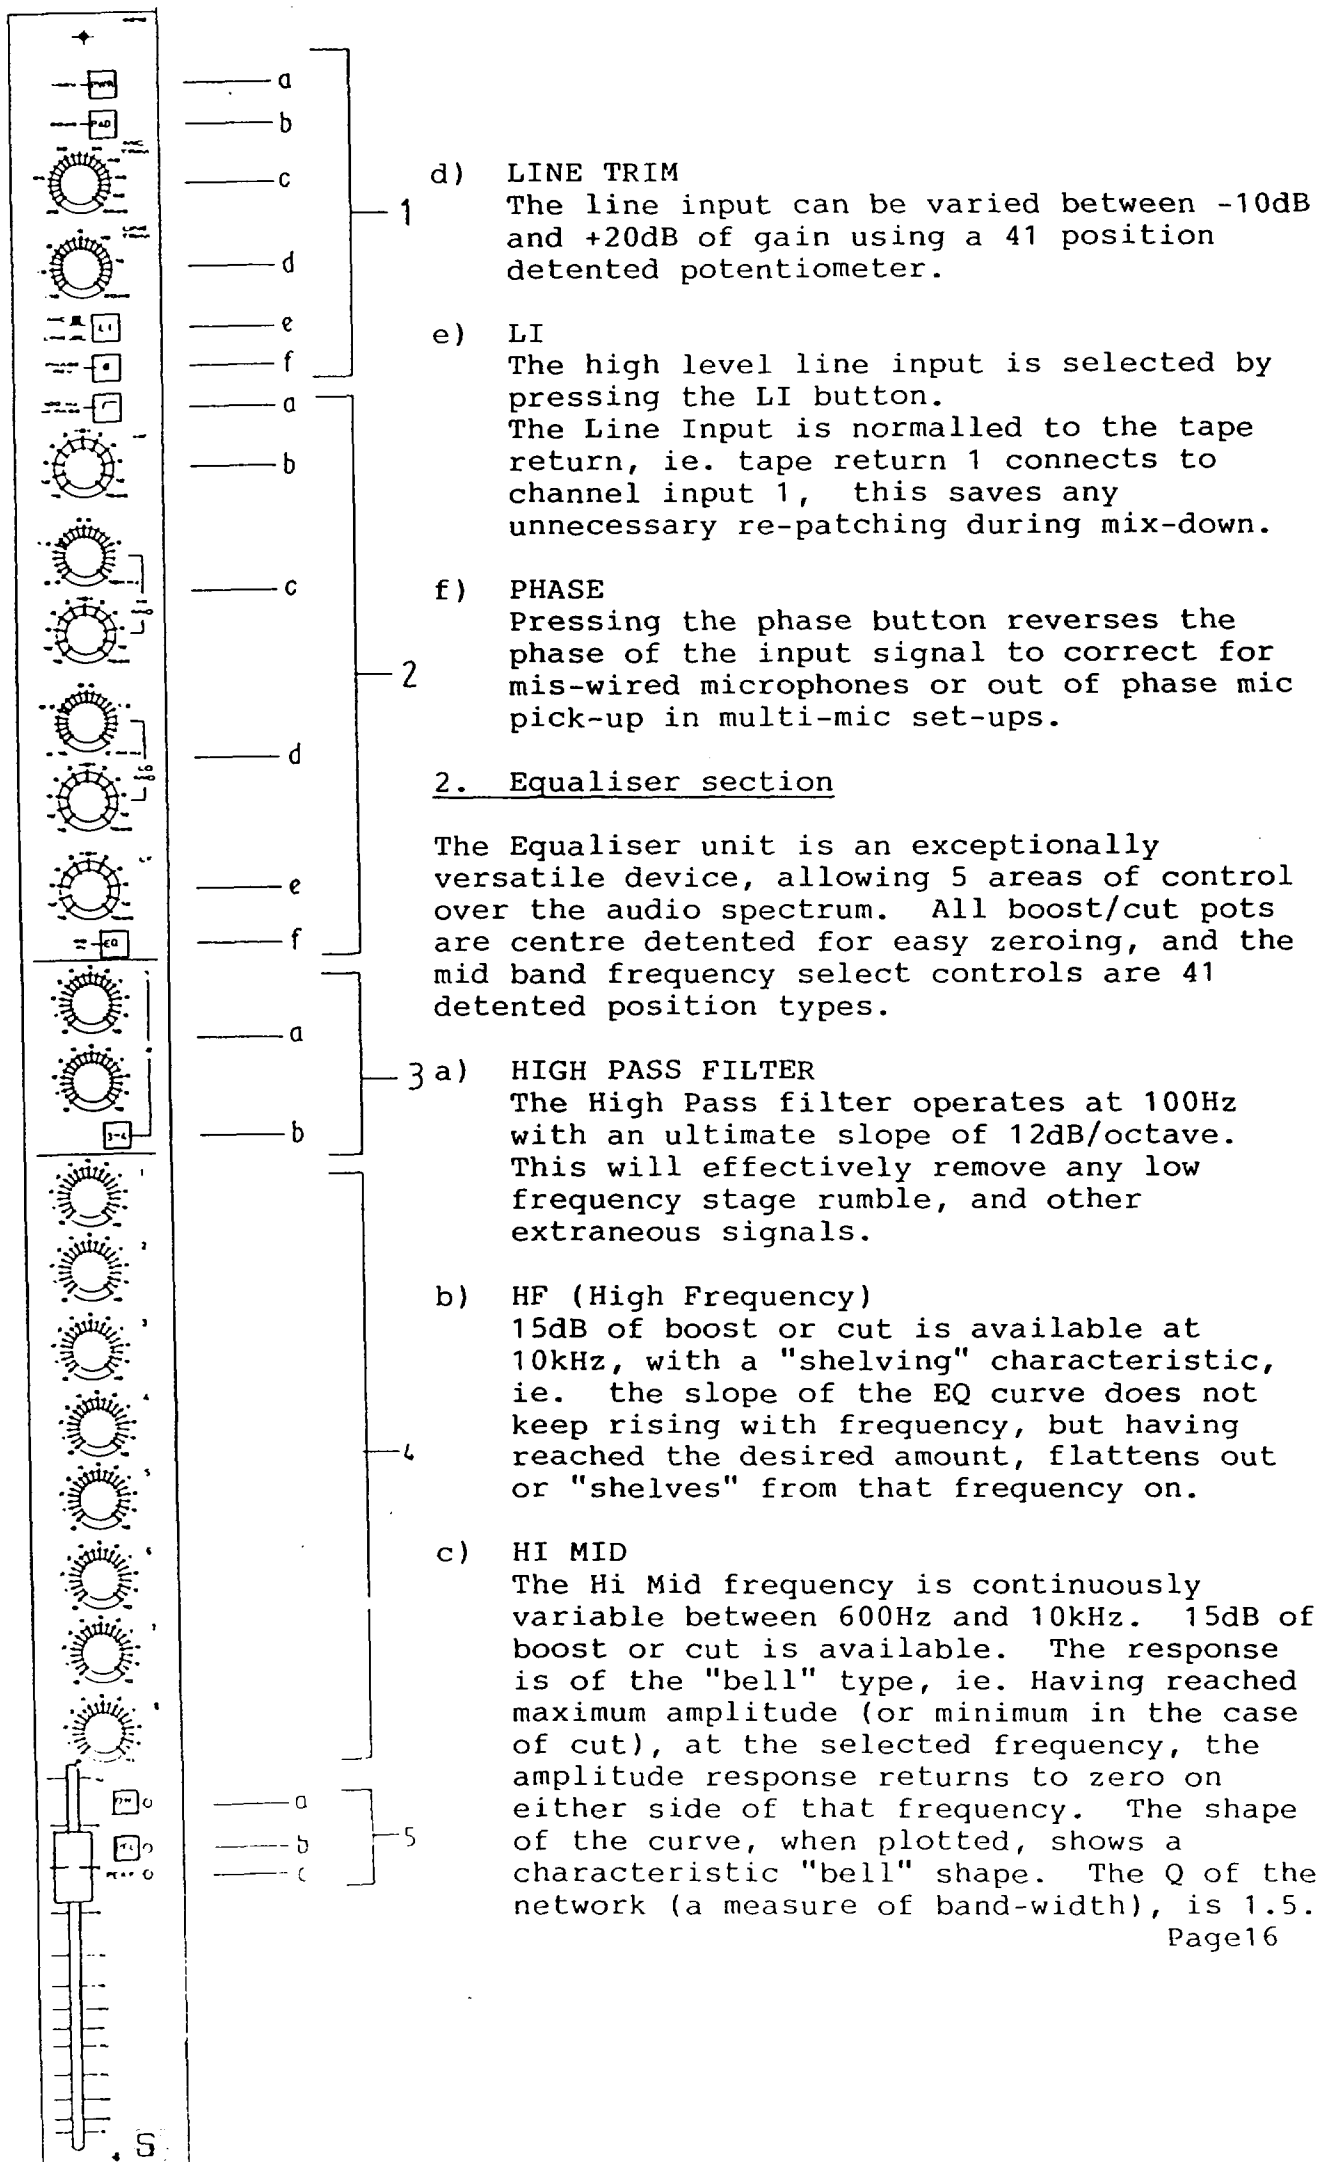 PAD
a
b
c
d
e
f
1
LI
a
b
c
d
e
f
2
EQ
a
b
3
3-4
1
2
3
4
5
6
7
8
4
a
b
c
5
PEAK
S
d) LINE TRIM
The line input can be varied between -10dB
and +20dB of gain using a 41 position
detented potentiometer.
e) LI
The high level line input is selected by
pressing the LI button.
The Line Input is normalled to the tape
return, ie. tape return 1 connects to
channel input 1, this saves any
unnecessary re-patching during mix-down.
f) PHASE
Pressing the phase button reverses the
phase of the input signal to correct for
mis-wired microphones or out of phase mic
pick-up in multi-mic set-ups.
2. Equaliser section
The Equaliser unit is an exceptionally
versatile device, allowing 5 areas of control
over the audio spectrum. All boost/cut pots
are centre detented for easy zeroing, and the
mid band frequency select controls are 41
detented position types.
a) HIGH PASS FILTER
The High Pass filter operates at 100Hz
with an ultimate slope of 12dB/octave.
This will effectively remove any low
frequency stage rumble, and other
extraneous signals.
b) HF (High Frequency)
15dB of boost or cut is available at
10kHz, with a "shelving" characteristic,
ie. the slope of the EQ curve does not
keep rising with frequency, but having
reached the desired amount, flattens out
or "shelves" from that frequency on.
c) HI MID
The Hi Mid frequency is continuously
variable between 600Hz and 10kHz. 15dB of
boost or cut is available. The response
is of the "bell" type, ie. Having reached
maximum amplitude (or minimum in the case
of cut), at the selected frequency, the
amplitude response returns to zero on
either side of that frequency. The shape
of the curve, when plotted, shows a
characteristic "bell" shape. The Q of the
network (a measure of band-width), is 1.5.
Page16